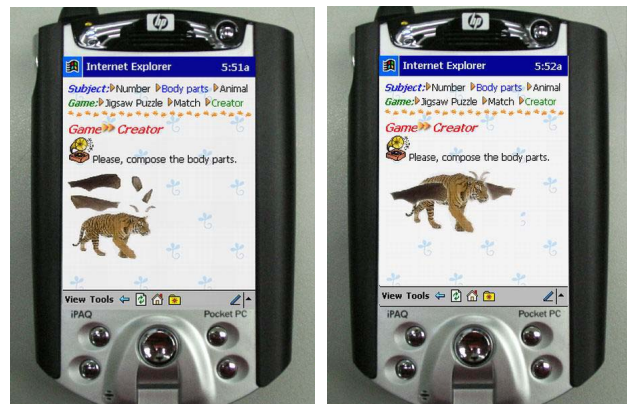 hp
Internet Explorer 5:51a
Subject: Number Body parts Animal
Game: Jigsaw Puzzle Match Creator
Game Creator
Please, compose the body parts.
View Tools
iPAQ Pocket PC
hp
Internet Explorer 5:52a
Subject: Number Body parts Animal
Game: Jigsaw Puzzle Match Creator
Game Creator
Please, compose the body parts.
View Tools
iPAQ Pocket PC